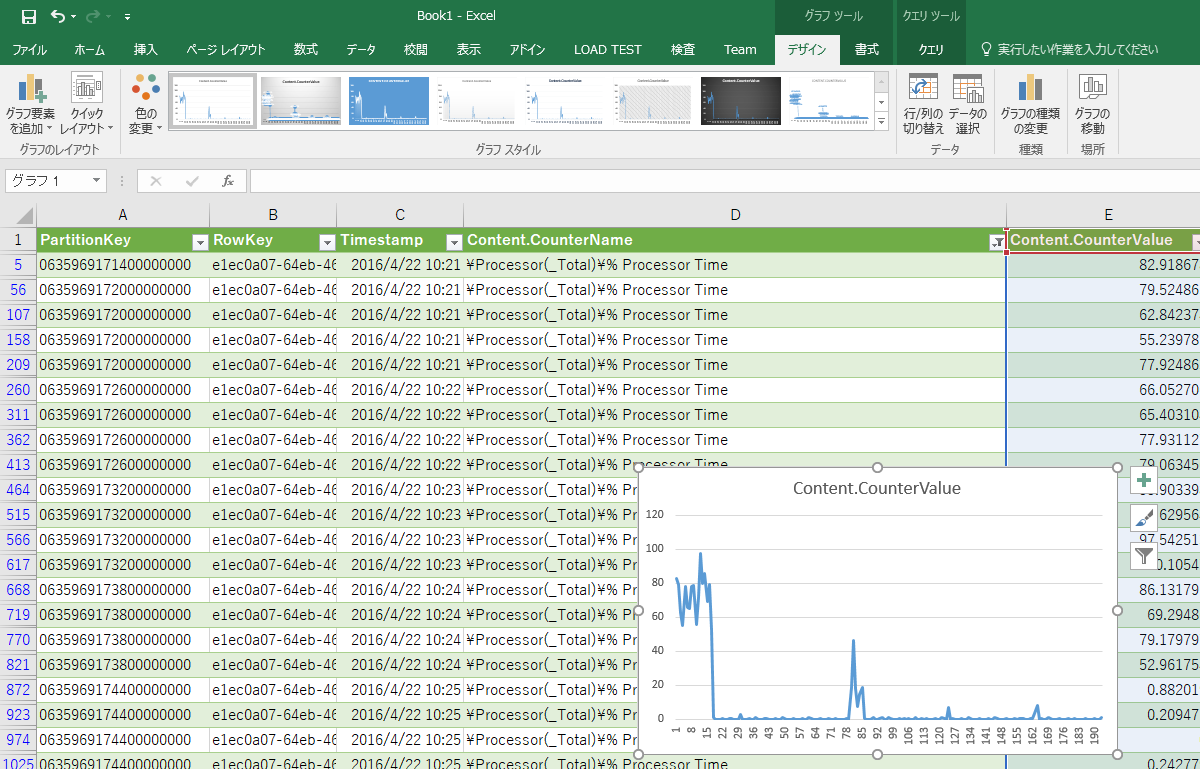 Book1 - Excel
グラフ ツール
クエリ ツール
ファイル ホーム 挿入 ページ レイアウト 数式 データ 校閲 表示 アドイン LOAD TEST 検査 Team デザイン 書式 クエリ 実行したい作業を入力してください
グラフ要素を追加
クイック レイアウト
色の変更
行/列の切り替え
データの選択
グラフの種類の変更
グラフの移動
グラフのレイアウト グラフ スタイル データ 種類 場所
グラフ 1 fx
A B C D E
1 PartitionKey RowKey Timestamp Content.CounterName Content.CounterValue
5 0635969171400000000 e1ec0a07-64eb-46 2016/4/22 10:21 ¥Processor(_Total)¥% Processor Time 82.91867
56 0635969172000000000 e1ec0a07-64eb-46 2016/4/22 10:21 ¥Processor(_Total)¥% Processor Time 79.52486
107 0635969172000000000 e1ec0a07-64eb-46 2016/4/22 10:21 ¥Processor(_Total)¥% Processor Time 62.84237
158 0635969172000000000 e1ec0a07-64eb-46 2016/4/22 10:21 ¥Processor(_Total)¥% Processor Time 55.23978
209 0635969172000000000 e1ec0a07-64eb-46 2016/4/22 10:21 ¥Processor(_Total)¥% Processor Time 77.92486
260 0635969172600000000 e1ec0a07-64eb-46 2016/4/22 10:22 ¥Processor(_Total)¥% Processor Time 66.05270
311 0635969172600000000 e1ec0a07-64eb-46 2016/4/22 10:22 ¥Processor(_Total)¥% Processor Time 65.40310
362 0635969172600000000 e1ec0a07-64eb-46 2016/4/22 10:22 ¥Processor(_Total)¥% Processor Time 77.93112
413 0635969172600000000 e1ec0a07-64eb-46 2016/4/22 10:22 ¥Processor(_Total)¥% Processor Time 79.06345
464 0635969173200000000 e1ec0a07-64eb-46 2016/4/22 10:23 ¥Processor(_Total)¥% Pr 90339
515 0635969173200000000 e1ec0a07-64eb-46 2016/4/22 10:23 ¥Processor(_Total)¥% Pr 62956
566 0635969173200000000 e1ec0a07-64eb-46 2016/4/22 10:23 ¥Processor(_Total)¥% Pr 97.54251
617 0635969173200000000 e1ec0a07-64eb-46 2016/4/22 10:23 ¥Processor(_Total)¥% Pr 0.1054
668 0635969173800000000 e1ec0a07-64eb-46 2016/4/22 10:24 ¥Processor(_Total)¥% Pr 86.13179
719 0635969173800000000 e1ec0a07-64eb-46 2016/4/22 10:24 ¥Processor(_Total)¥% Pr 69.2948
770 0635969173800000000 e1ec0a07-64eb-46 2016/4/22 10:24 ¥Processor(_Total)¥% Pr 79.17979
821 0635969173800000000 e1ec0a07-64eb-46 2016/4/22 10:24 ¥Processor(_Total)¥% Pr 52.96175
872 0635969174400000000 e1ec0a07-64eb-46 2016/4/22 10:25 ¥Processor(_Total)¥% Pr 0.88201
923 0635969174400000000 e1ec0a07-64eb-46 2016/4/22 10:25 ¥Processor(_Total)¥% Pr 0.20947
974 0635969174400000000 e1ec0a07-64eb-46 2016/4/22 10:25 ¥Processor(_Total)¥% Pr
1025 0635969174400000000 e1ec0a07-64eb-46 2016/4/22 10:25 ¥Processor(_Total)¥% Processor Time 0.24277
Content.CounterValue
120
100
80
60
40
20
0
1 8 15 22 29 36 43 50 57 64 71 78 85 92 99 106 113 120 127 134 141 148 155 162 169 176 183 190